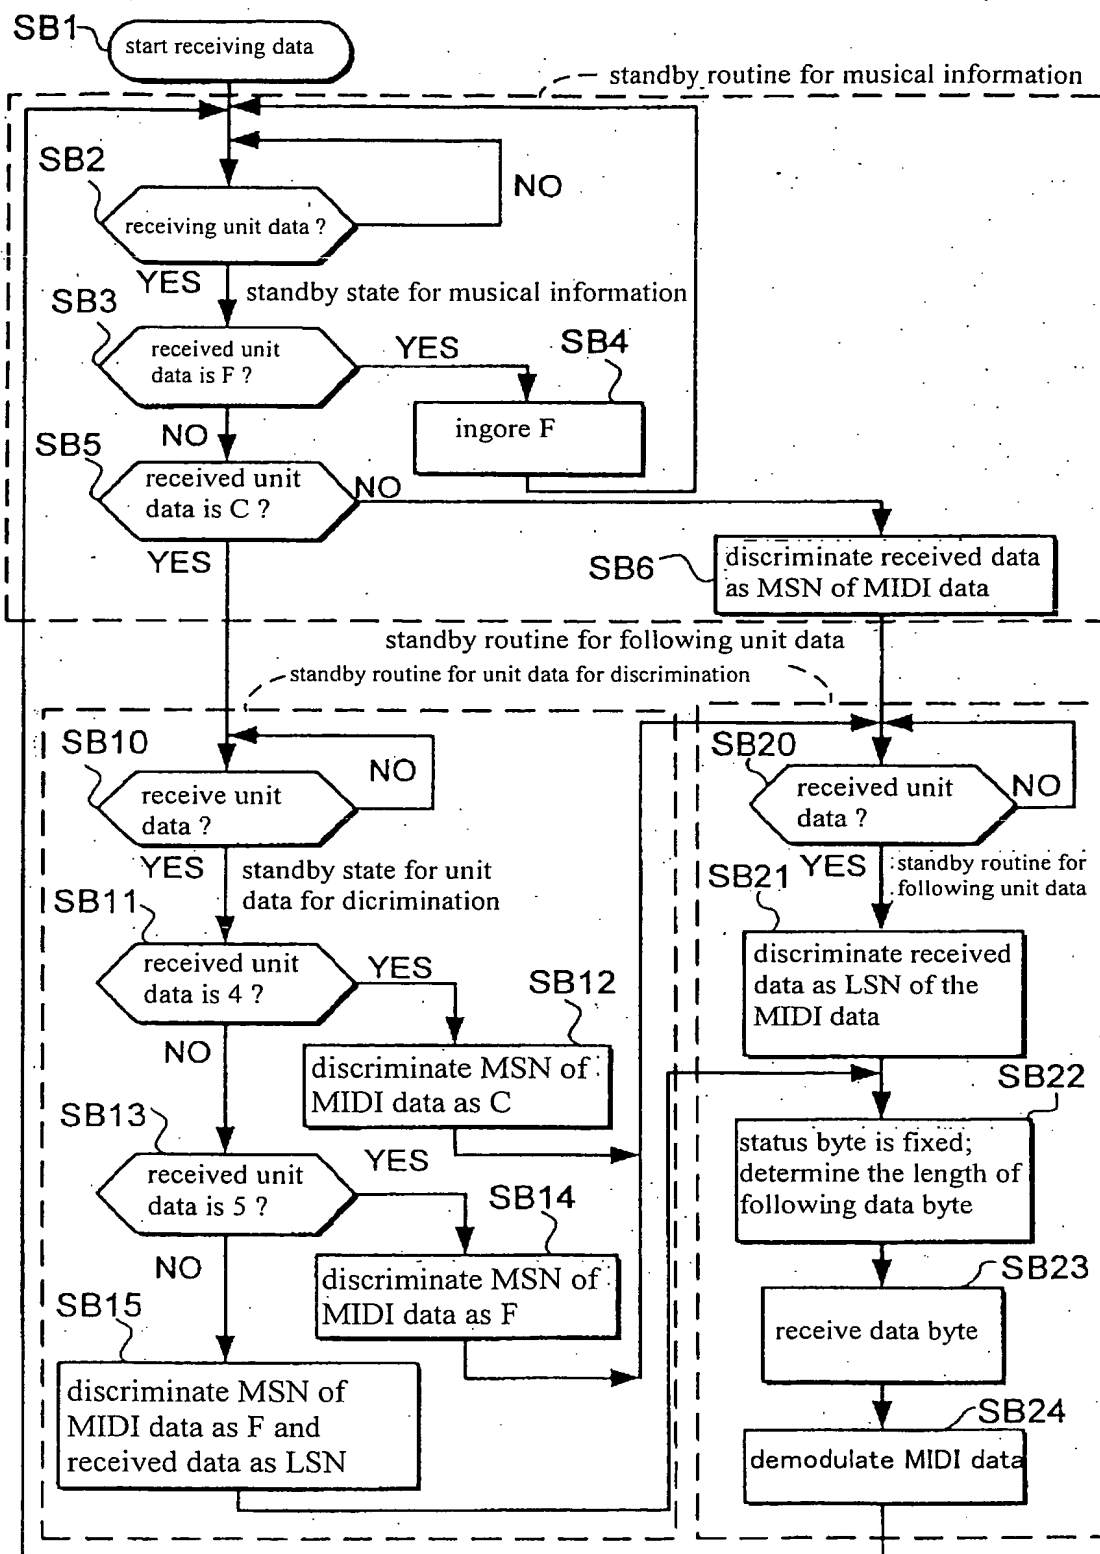 SB1
start receiving data
standby routine for musical information
SB2
NO
receiving unit data ?
YES
standby state for musical information
SB3
received unit
data is F ?
YES
SB4
ingore F
NO
SB5
received unit
data is C ?
NO
YES
SB6
discriminate received data
as MSN of MIDI data
standby routine for following unit data
standby routine for unit data for discrimination
SB10
NO
receive unit
data ?
YES
standby state for unit
data for dicrimination
SB20
received unit
data ?
NO
YES
standby routine for
following unit data
SB11
received unit
data is 4 ?
YES
SB12
discriminate MSN of
MIDI data as C
NO
SB21
discriminate received
data as LSN of the
MIDI data
SB13
received unit
data is 5 ?
YES
SB14
discriminate MSN of
MIDI data as F
NO
SB22
status byte is fixed;
determine the length of
following data byte
SB15
discriminate MSN of
MIDI data as F and
received data as LSN
SB23
receive data byte
SB24
demodulate MIDI data